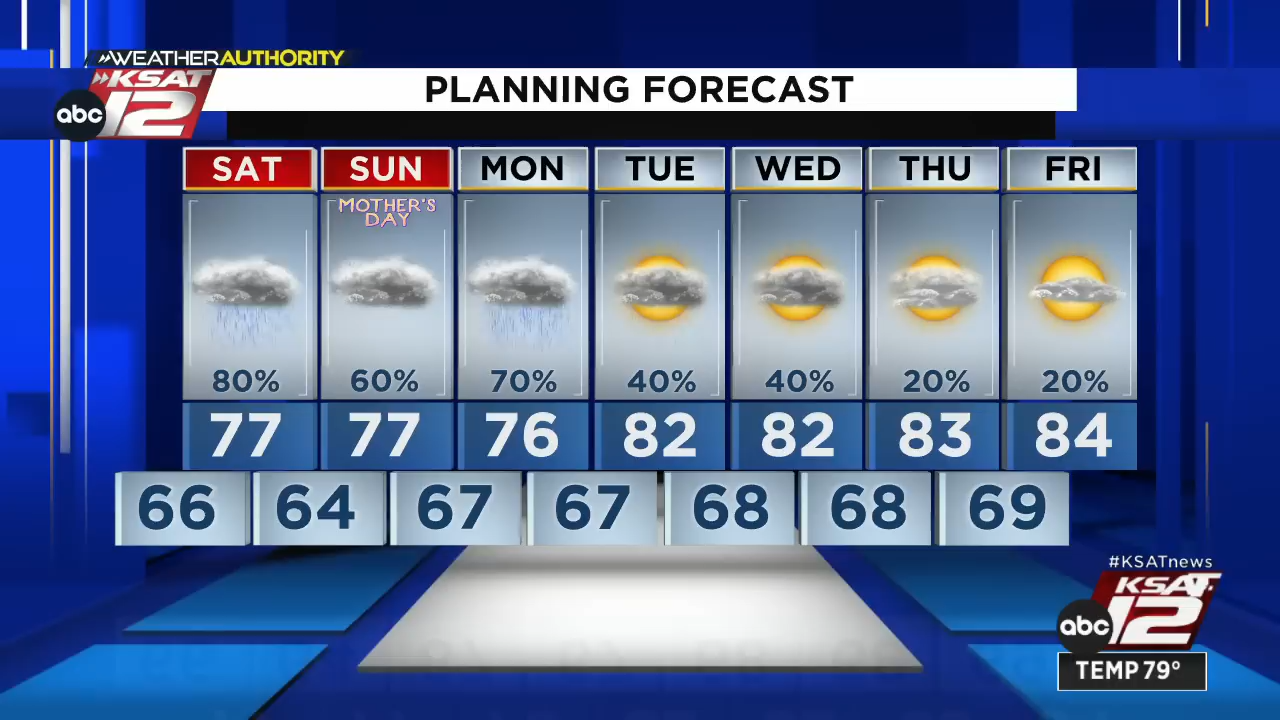 WEATHERAUTHORITY
KSAT
abc 12
PLANNING FORECAST
SAT SUN MON TUE WED THU FRI
MOTHER'S
DAY
80% 60% 70% 40% 40% 20% 20%
77 77 76 82 82 83 84
66 64 67 67 68 68 69
#KSATnews
KSAT
abc 12
TEMP 79°